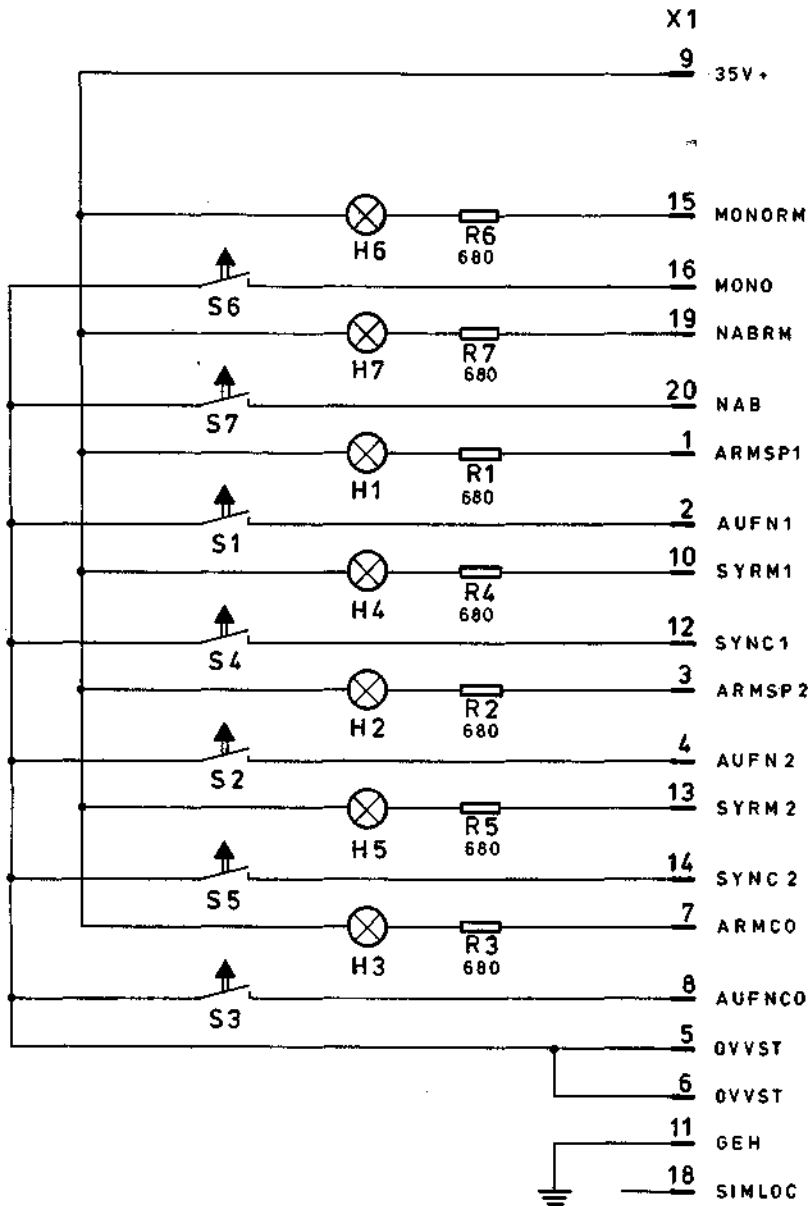 X1
9 35V+
15 MONORM
H6 R6
680
16 MONO
S6
19 NABRM
H7 R7
680
20 NAB
S7
1 ARMSP1
H1 R1
680
2 AUFN1
S1
10 SYRM1
H4 R4
680
12 SYNC1
S4
3 ARMSP2
H2 R2
680
4 AUFN2
S2
13 SYRM2
H5 R5
680
14 SYNC2
S5
7 ARMCO
H3 R3
680
8 AUFNCO
S3
5 0VVST
6 0VVST
11 GEH
18 SIMLOC